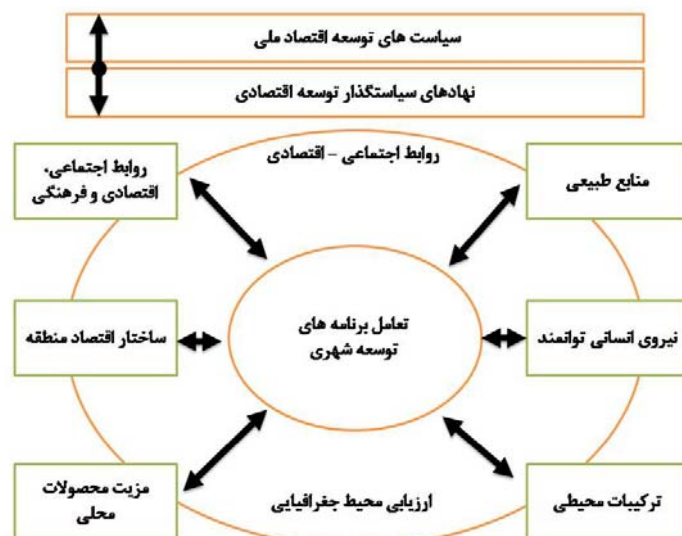 سیاست های توسعه اقتصاد ملی
نهادهای سیاستگذار توسعه اقتصادی
روابط اجتماعی – اقتصادی
منابع طبیعی
روابط اجتماعی،
اقتصادی و فرهنگی
تعامل برنامه های
توسعه شهری
نیروی انسانی توانمند
ساختار اقتصاد منطقه
ترکیبات محیطی
ارزیابی محیط جغرافیایی
مزیت محصولات
محلی